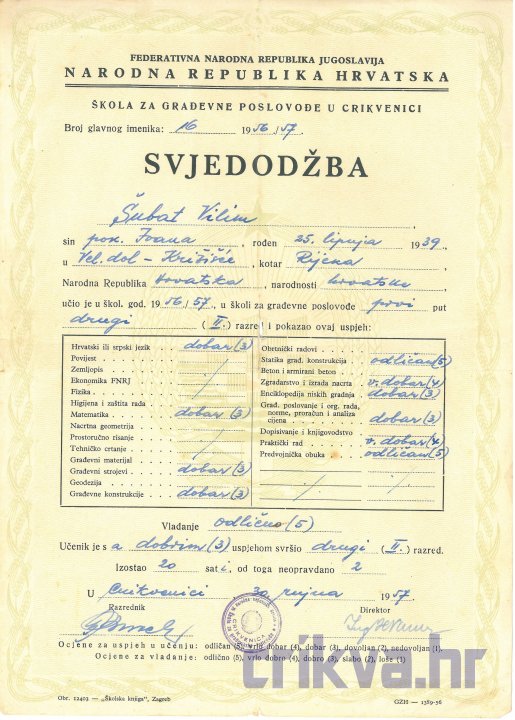 FEDERATIVNA NARODNA REPUBLIKA JUGOSLAVIJA
NARODNA REPUBLIKA HRVATSKA
ŠKOLA ZA GRAĐEVNE POSLOVOĐE U CRIKVENICI
Broj glavnog imenika: 16 1956/57.
SVJEDODŽBA
Šubat Vilim,
sin pok. Ivana, rođen 25. lipnja 1939
u Vel. dol - Križišće, kotar Rijeka
Narodna Republika Hrvatska, narodnosti hrvatske
učio je u škol. god. 1956/57, u školi za građevne poslovođe prvi put
drugi (II.) razred i pokazao ovaj uspjeh:
Hrvatski ili srpski jezik dobar (3)
Povijest
Zemljopis
Ekonomika FNRJ
Fizika
Higijena i zaštita rada
Matematika dobar (3)
Nacrtna geometrija
Prostoručno risanje
Tehničko crtanje
Građevni materijal
Građevni strojevi dobar (3)
Geodezija
Građevne konstrukcije dobar (3)
Obrtnički radovi
Statika građ. konstrukcija odličan (5)
Beton i armirani beton
Zgradarstvo i izrada nacrta v. dobar (4)
Enciklopedija niskih gradnja dobar (3)
Građ. poslovanje i org. rada,
norme, proračun i analiza
cijena dobar (3)
Dopisivanje i knjigovodstvo
Praktički rad v. dobar (4)
Predvojnička obuka odličan (5)
Vladanje odlično (5)
Učenik je s a dobrim (3) uspjehom svršio drugi (II.) razred.
Izostao 20 sati, od toga neopravdano 2
U Crikvenici 30. rujna 1957
Razrednik
Direktor
CRIKVENICA
Ocjene za uspjeh u učenju: odličan (5), vrlo dobar (4), dobar (3), dovoljan (2), nedovoljan (1).
Ocjene za vladanje: odlično (5), vrlo dobro (4), dobro (3), slabo (2), loše (1)
trikva.hr
Obr. 12403 — „Školska knjiga”, Zagreb
GZH — 1389-56